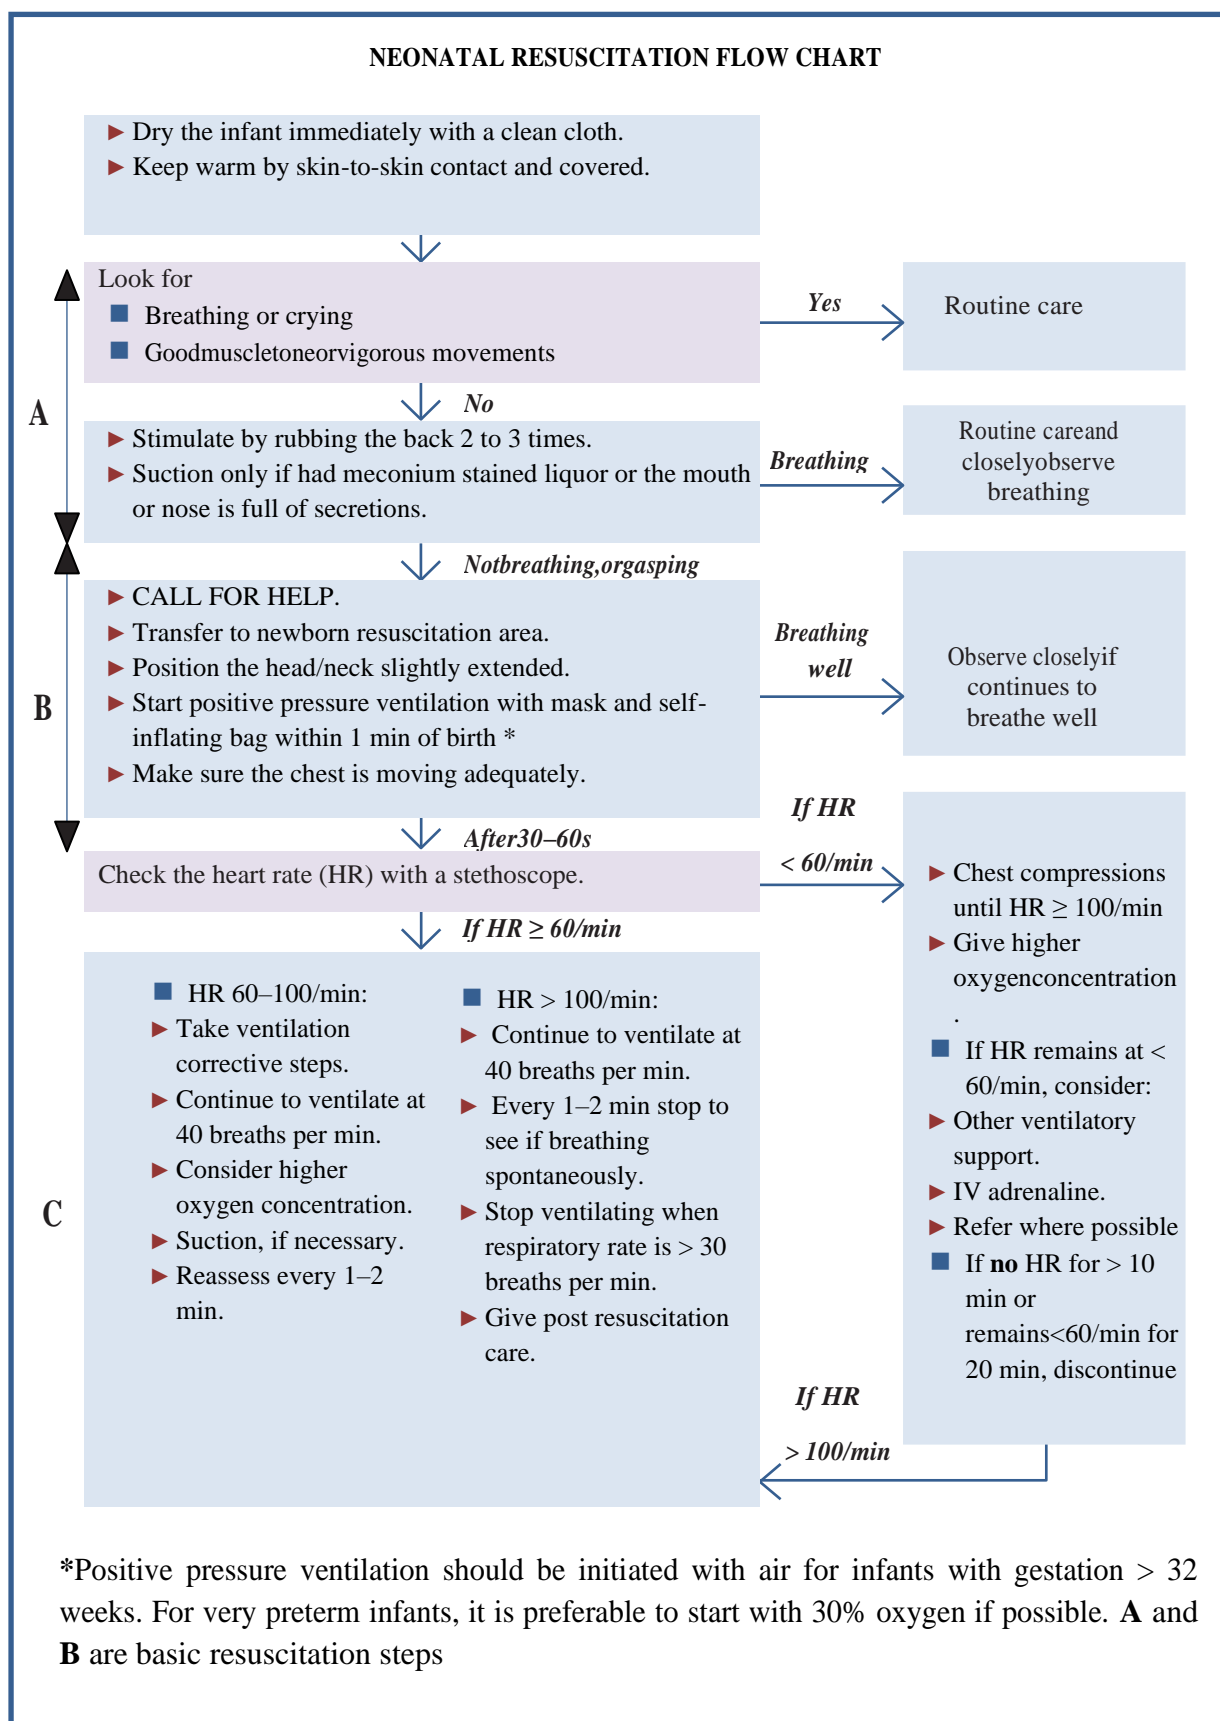 NEONATAL RESUSCITATION FLOW CHART
► Dry the infant immediately with a clean cloth.
► Keep warm by skin-to-skin contact and covered.
A
Look for
■ Breathing or crying
■ Goodmuscletoneorvigorous movements
Yes
Routine care
No
► Stimulate by rubbing the back 2 to 3 times.
► Suction only if had meconium stained liquor or the mouth
or nose is full of secretions.
Breathing
Routine careand
closelyobserve
breathing
Notbreathing,orgasping
B
► CALL FOR HELP.
► Transfer to newborn resuscitation area.
► Position the head/neck slightly extended.
► Start positive pressure ventilation with mask and self-
inflating bag within 1 min of birth *
► Make sure the chest is moving adequately.
Breathing
well
Observe closelyif
continues to
breathe well
After30–60s
Check the heart rate (HR) with a stethoscope.
If HR
< 60/min
► Chest compressions
until HR ≥ 100/min
► Give higher
oxygenconcentration
.
■ If HR remains at <
60/min, consider:
► Other ventilatory
support.
► IV adrenaline.
► Refer where possible
■ If no HR for > 10
min or
remains<60/min for
20 min, discontinue
If HR ≥ 60/min
C
■ HR 60–100/min:
► Take ventilation
corrective steps.
► Continue to ventilate at
40 breaths per min.
► Consider higher
oxygen concentration.
► Suction, if necessary.
► Reassess every 1–2
min.
■ HR > 100/min:
► Continue to ventilate at
40 breaths per min.
► Every 1–2 min stop to
see if breathing
spontaneously.
► Stop ventilating when
respiratory rate is > 30
breaths per min.
► Give post resuscitation
care.
If HR
> 100/min
*Positive pressure ventilation should be initiated with air for infants with gestation > 32
weeks. For very preterm infants, it is preferable to start with 30% oxygen if possible. A and
B are basic resuscitation steps